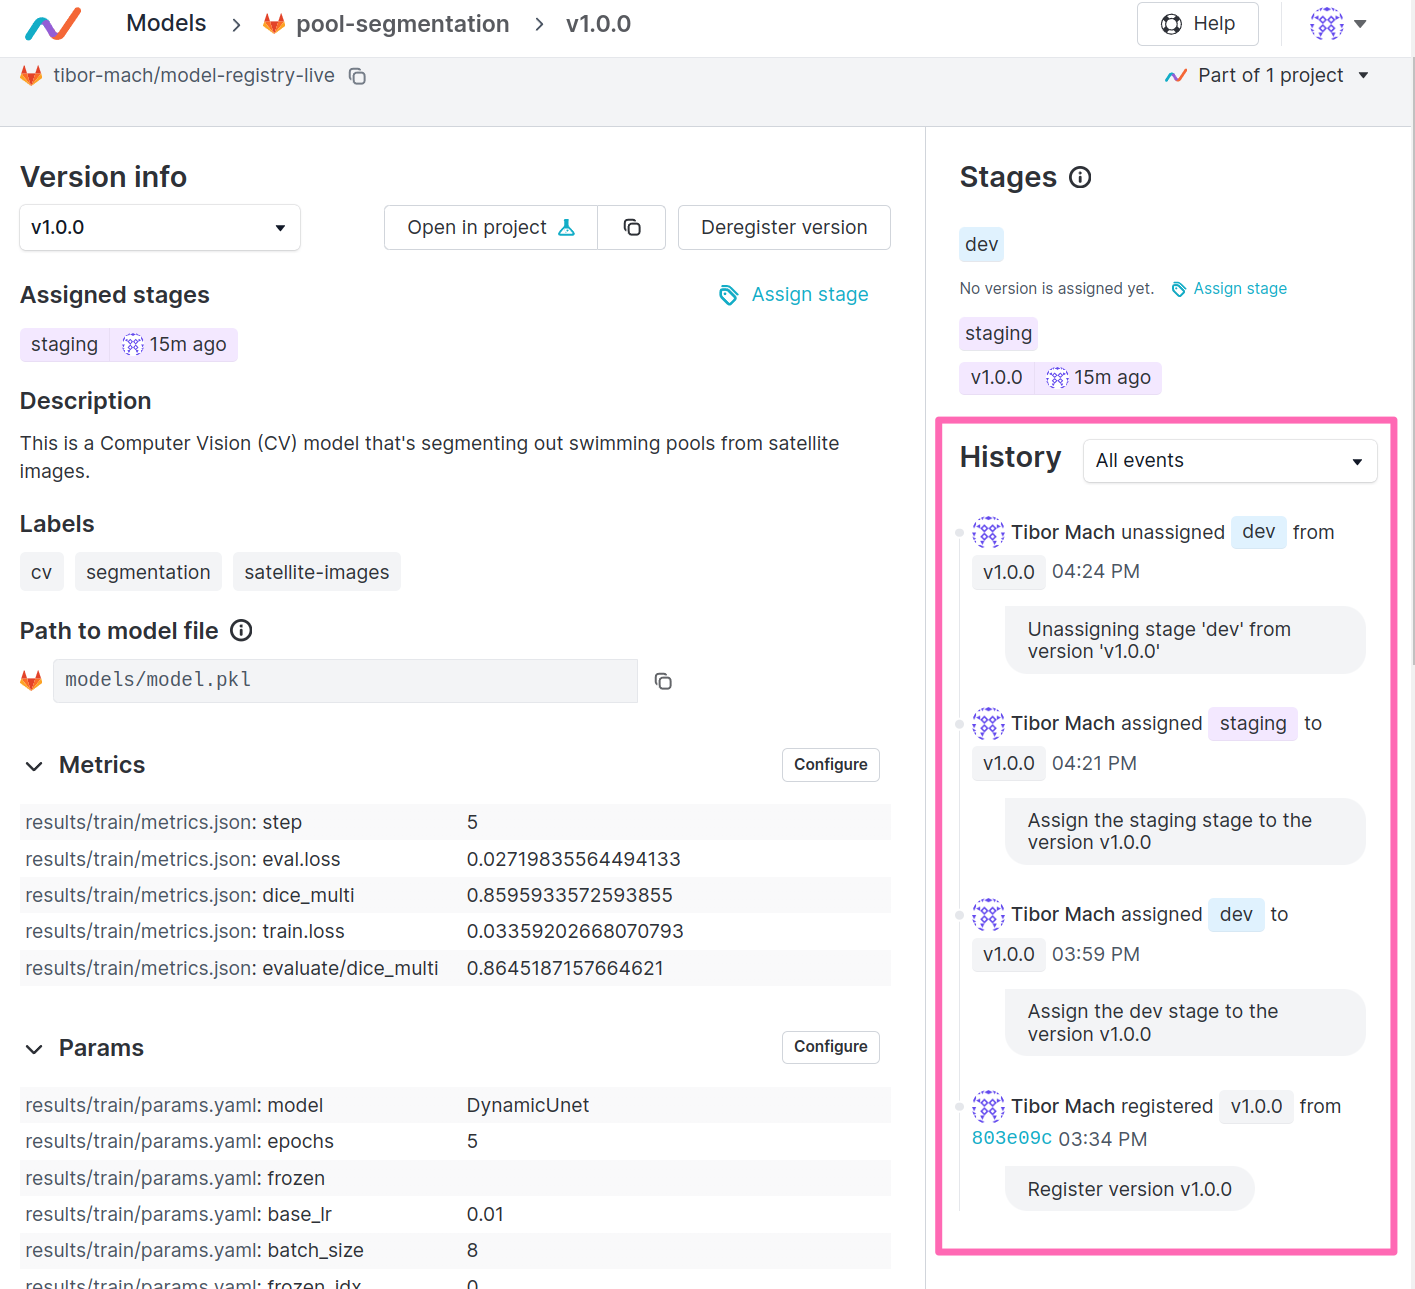 Models > pool-segmentation > v1.0.0
Help
tibor-mach/model-registry-live
Part of 1 project
Version info
v1.0.0
Open in project
Deregister version
Assigned stages
Assign stage
staging 15m ago
Description
This is a Computer Vision (CV) model that's segmenting out swimming pools from satellite
images.
Labels
cv segmentation satellite-images
Path to model file
models/model.pkl
Metrics
Configure
results/train/metrics.json: step 5
results/train/metrics.json: eval.loss 0.02719835564494133
results/train/metrics.json: dice_multi 0.8595933572593855
results/train/metrics.json: train.loss 0.03359202668070793
results/train/metrics.json: evaluate/dice_multi 0.8645187157664621
Params
Configure
results/train/params.yaml: model DynamicUnet
results/train/params.yaml: epochs 5
results/train/params.yaml: frozen
results/train/params.yaml: base_lr 0.01
results/train/params.yaml: batch_size 8
results/train/params.yaml: frozen_idx 0
Stages
dev
No version is assigned yet. Assign stage
staging
v1.0.0 15m ago
History
All events
Tibor Mach unassigned dev from
v1.0.0 04:24 PM
Unassigning stage 'dev' from
version 'v1.0.0'
Tibor Mach assigned staging to
v1.0.0 04:21 PM
Assign the staging stage to the
version v1.0.0
Tibor Mach assigned dev to
v1.0.0 03:59 PM
Assign the dev stage to the
version v1.0.0
Tibor Mach registered v1.0.0 from
803e09c 03:34 PM
Register version v1.0.0